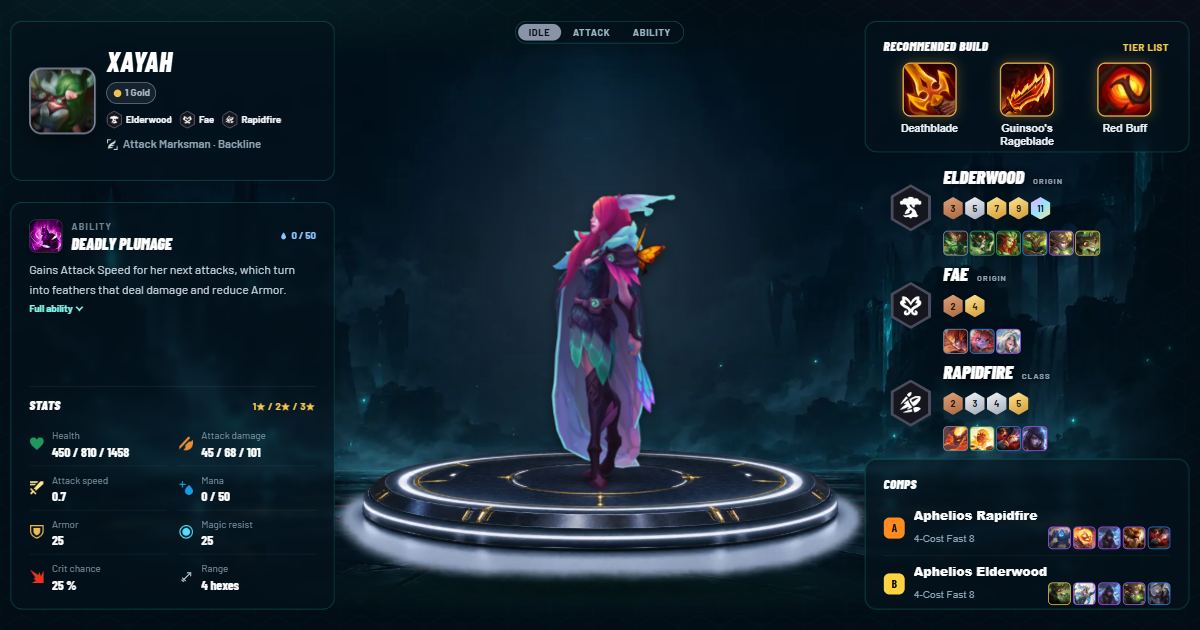 XAYAH
1 Gold
Elderwood Fae Rapidfire
Attack Marksman · Backline
ABILITY
DEADLY PLUMAGE
0 / 50
Gains Attack Speed for her next attacks, which turn
into feathers that deal damage and reduce Armor.
Full ability
STATS
1★ / 2★ / 3★
Health
450 / 810 / 1458
Attack damage
45 / 68 / 101
Attack speed
0.7
Mana
0 / 50
Armor
25
Magic resist
25
Crit chance
25 %
Range
4 hexes
IDLE ATTACK ABILITY
RECOMMENDED BUILD
TIER LIST
Deathblade
Guinsoo's
Rageblade
Red Buff
ELDERWOOD ORIGIN
3 5 7 9 11
FAE ORIGIN
2 4
RAPIDFIRE CLASS
2 3 4 5
COMPS
A
Aphelios Rapidfire
4-Cost Fast 8
B
Aphelios Elderwood
4-Cost Fast 8